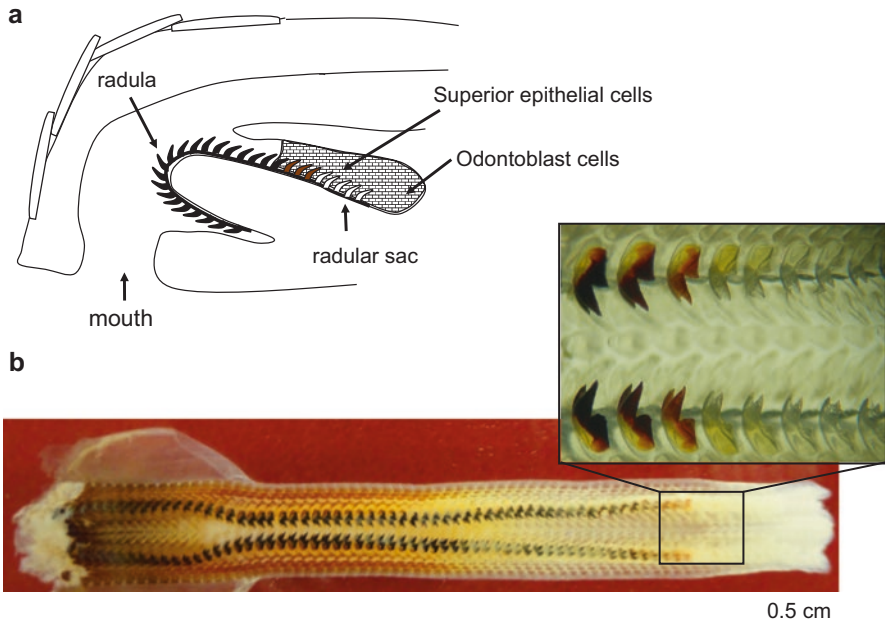 a
radula
Superior epithelial cells
Odontoblast cells
radular sac
mouth
b
0.5 cm